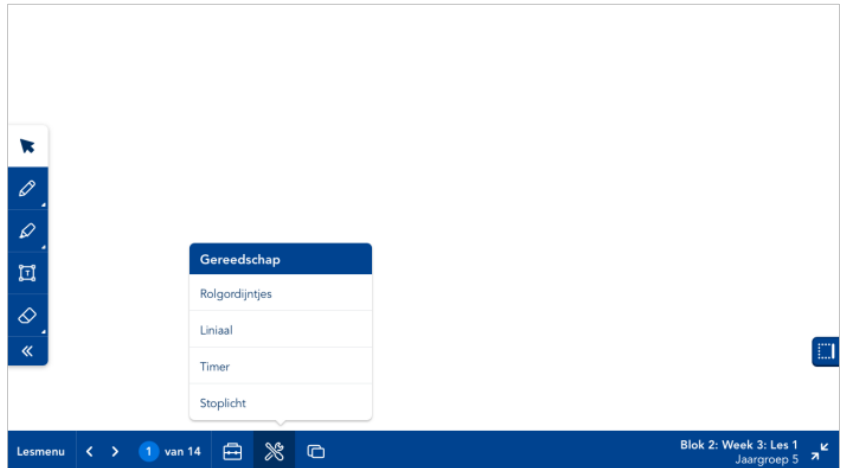 T
Gereedschap
Rolgordijntjes
Liniaal
Timer
Stoplicht
Lesmenu 1 van 14
Blok 2: Week 3: Les 1
Jaargroep 5